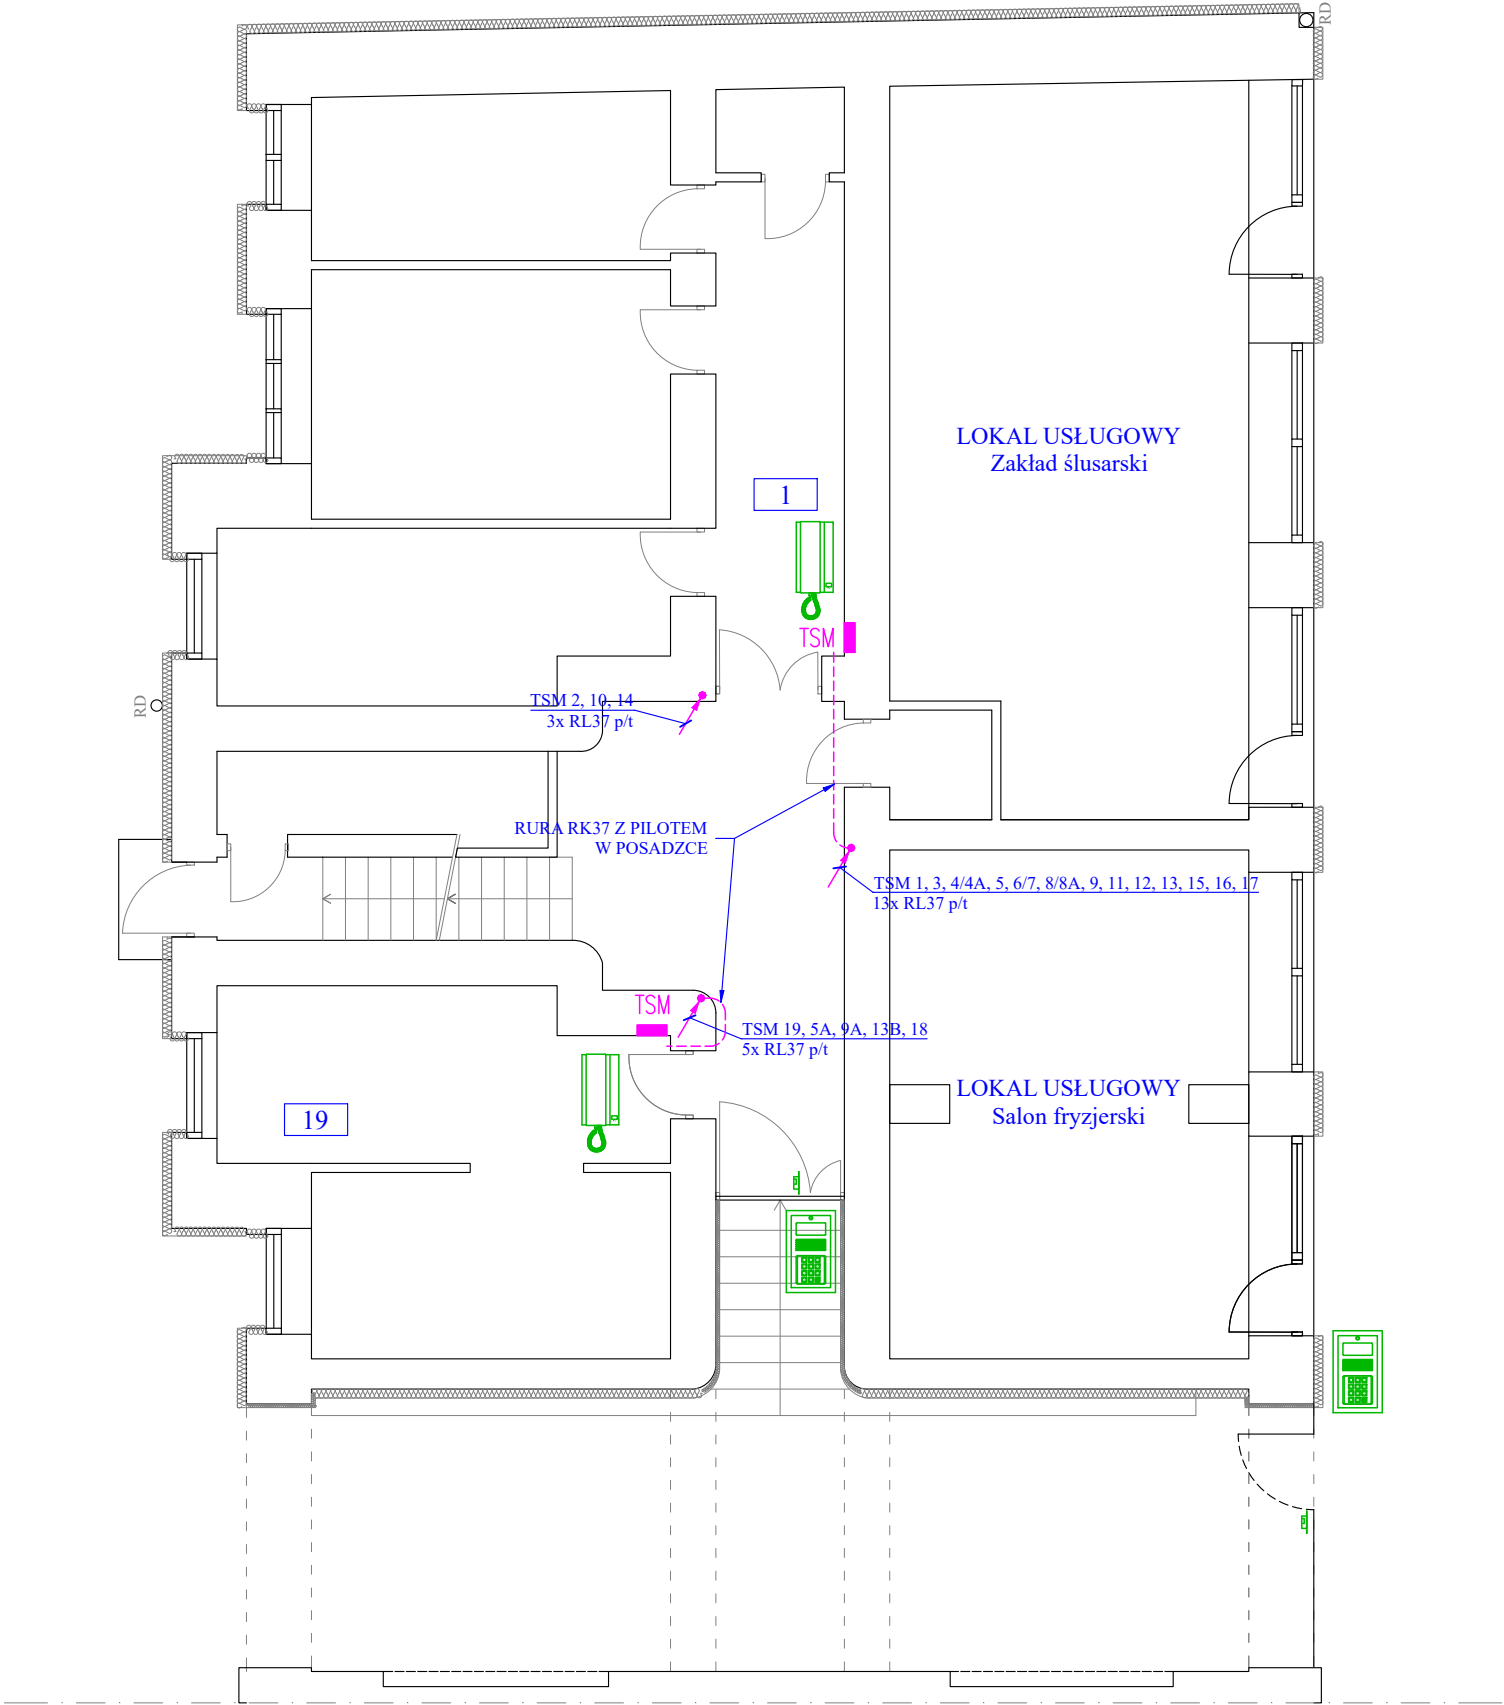 RD
LOKAL USŁUGOWY
Zakład ślusarski
1
TSM
RD
TSM 2, 10, 14
3x RL37 p/t
RURA RK37 Z PILOTEM
W POSADZCE
TSM 1, 3, 4/4A, 5, 6/7, 8/8A, 9, 11, 12, 13, 15, 16, 17
13x RL37 p/t
TSM
TSM 19, 5A, 9A, 13B, 18
5x RL37 p/t
LOKAL USŁUGOWY
Salon fryzjerski
19